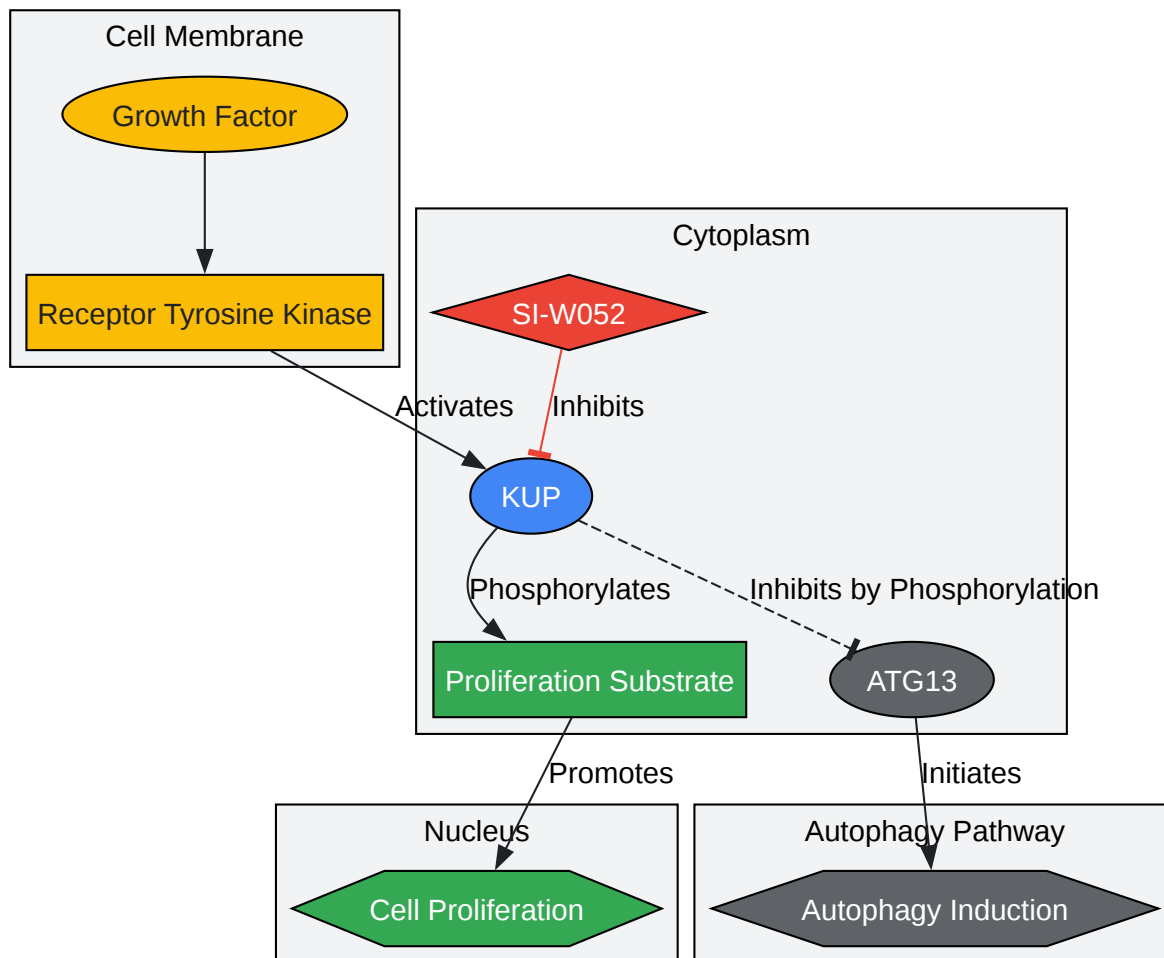 Cell Membrane
Growth Factor
Receptor Tyrosine Kinase
Cytoplasm
SI-W052
Activates
Inhibits
KUP
Phosphorylates
Inhibits by Phosphorylation
Proliferation Substrate
ATG13
Promotes
Initiates
Nucleus
Autophagy Pathway
Cell Proliferation
Autophagy Induction